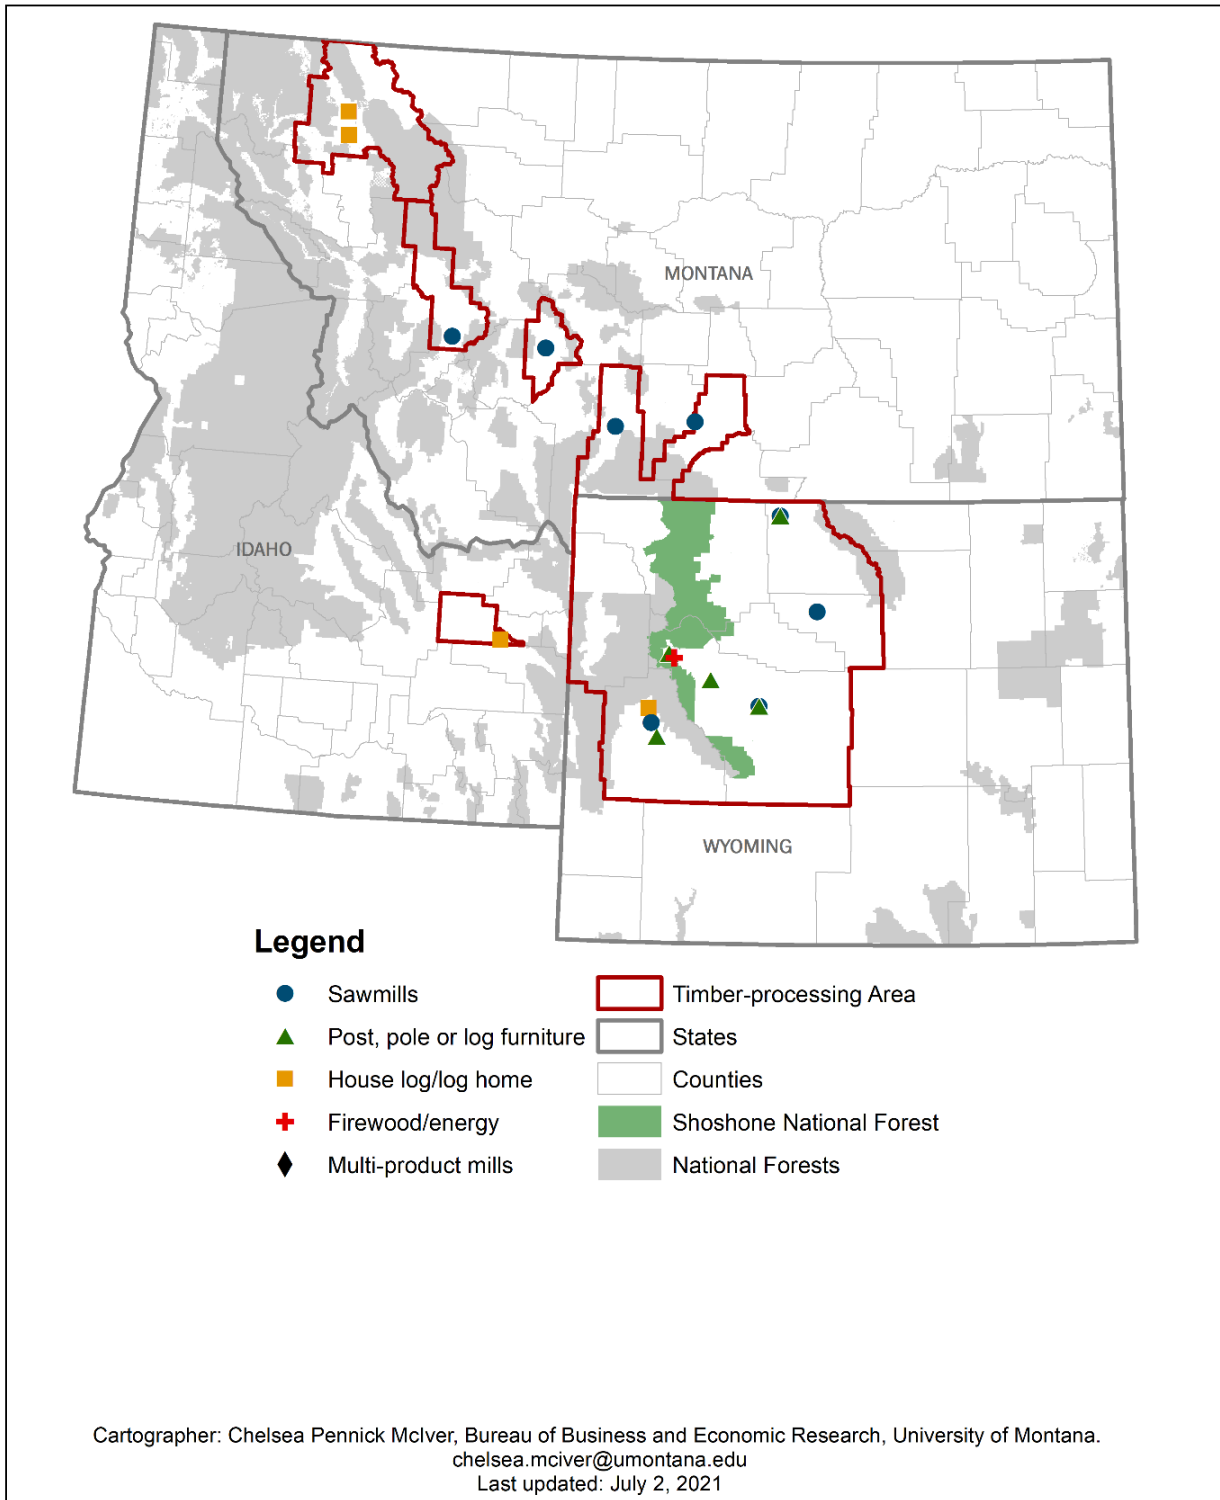 MONTANA
IDAHO
WYOMING
Legend
Sawmills
Post, pole or log furniture
House log/log home
Firewood/energy
Multi-product mills
Timber-processing Area
States
Counties
Shoshone National Forest
National Forests
Cartographer: Chelsea Pennick McIver, Bureau of Business and Economic Research, University of Montana.
chelsea.mciver@umontana.edu
Last updated: July 2, 2021